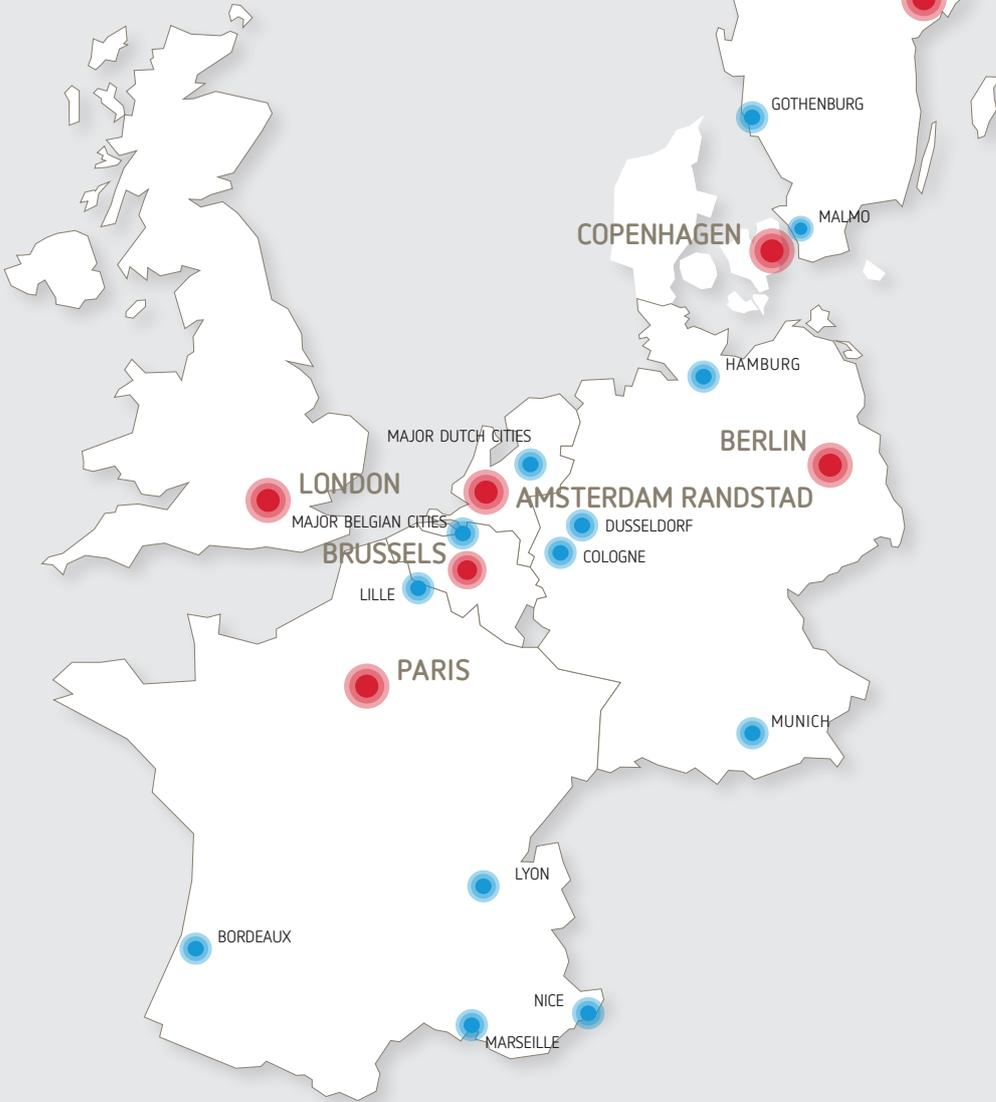 GOTHENBURG
MALMO
COPENHAGEN
HAMBURG
MAJOR DUTCH CITIES
BERLIN
LONDON
AMSTERDAM RANDSTAD
MAJOR BELGIAN CITIES
DUSSELDORF
BRUSSELS
COLOGNE
LILLE
PARIS
MUNICH
LYON
BORDEAUX
NICE
MARSEILLE